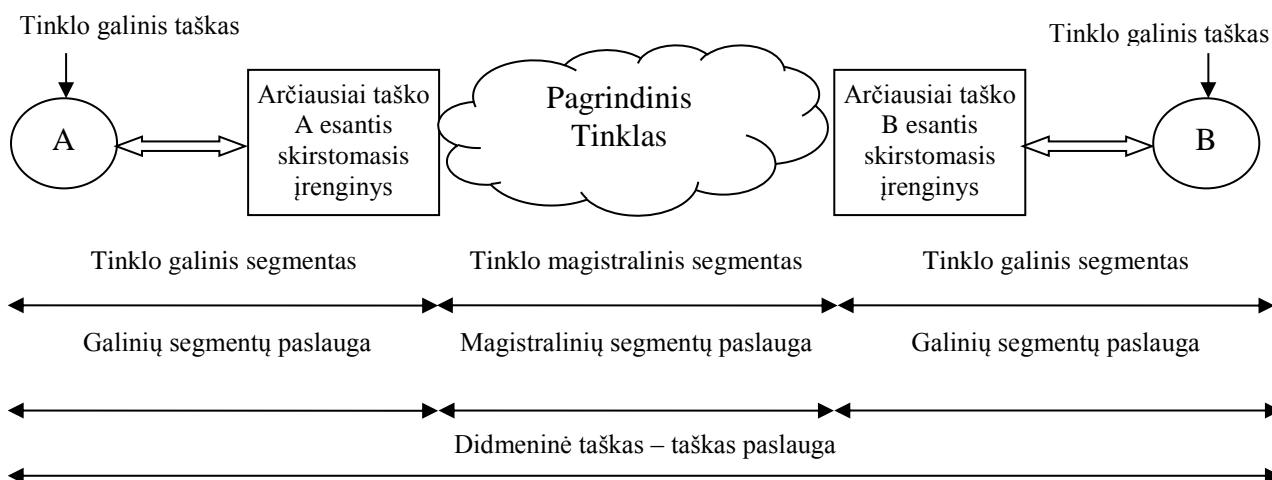 Tinklo galinis taškas
Tinklo galinis taškas
A
Arčiausiai taško
A esantis
skirstomasis
įrenginys
Pagrindinis
Tinklas
Arčiausiai taško
B esantis
skirstomasis
įrenginys
B
Tinklo galinis segmentas
Tinklo magistralinis segmentas
Tinklo galinis segmentas
Galinių segmentų paslauga
Magistralinių segmentų paslauga
Galinių segmentų paslauga
Didmeninė taškas – taškas paslauga